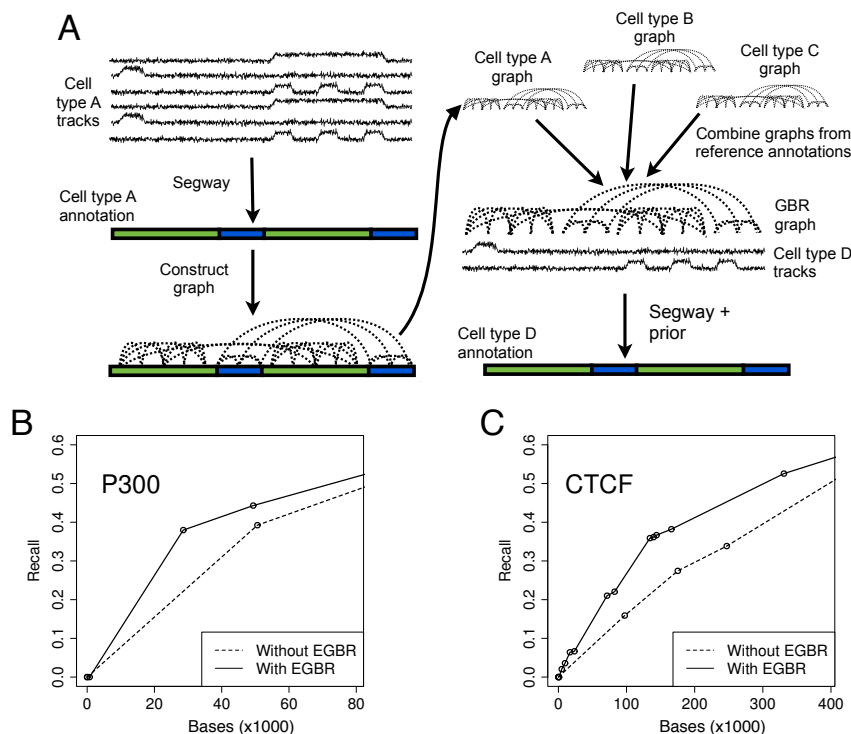 A
Cell
type A
tracks
Segway
Cell type A
annotation
Construct
graph
Cell type A
graph
Cell type B
graph
Cell type C
graph
Combine graphs from
reference annotations
GBR
graph
Cell type D
tracks
Segway +
prior
Cell type D
annotation
B
P300
Recall
0.0 0.1 0.2 0.3 0.4 0.5 0.6
Without EGBR
With EGBR
0 20 40 60 80
Bases (x1000)
C
CTCF
Recall
0.0 0.1 0.2 0.3 0.4 0.5 0.6
Without EGBR
With EGBR
0 100 200 300 400
Bases (x1000)